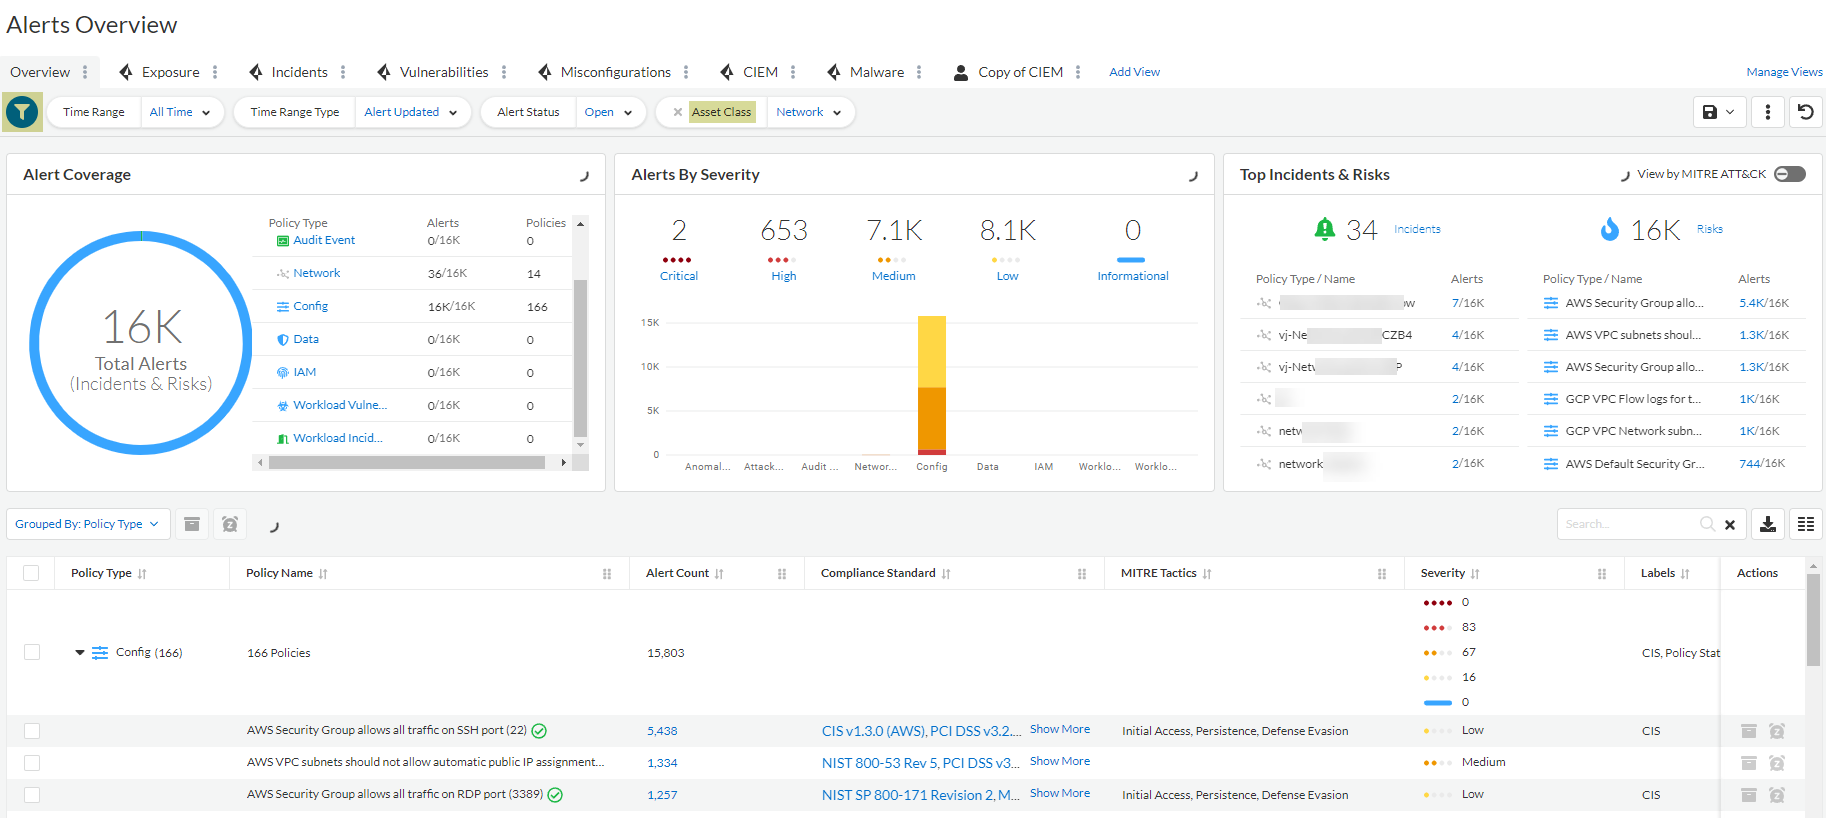 Alerts Overview
Overview Exposure Incidents Vulnerabilities Misconfigurations CIEM Malware Copy of CIEM Add View Manage Views
Time Range All Time Time Range Type Alert Updated Alert Status Open Asset Class Network
Alert Coverage
16K
Total Alerts
(Incidents & Risks)
Policy Type Alerts Policies
Audit Event 0/16K 0
Network 36/16K 14
Config 16K/16K 166
Data 0/16K 0
IAM 0/16K 0
Workload Vulne... 0/16K 0
Workload Incid... 0/16K 0
Alerts By Severity
2 653 7.1K 8.1K 0
Critical High Medium Low Informational
15K
10K
5K
0
Anomal... Attack... Audit ... Networ... Config Data IAM Worklo... Worklo...
Top Incidents & Risks View by MITRE ATT&CK
34 Incidents 16K Risks
Policy Type / Name Alerts
ow 7/16K
vj-Ne CZB4 4/16K
vj-Netw P 4/16K
2/16K
netw 2/16K
network 2/16K
Policy Type / Name Alerts
AWS Security Group allo... 5.4K/16K
AWS VPC subnets shoul... 1.3K/16K
AWS Security Group allo... 1.3K/16K
GCP VPC Flow logs for t... 1K/16K
GCP VPC Network subn... 1K/16K
AWS Default Security Gr... 744/16K
Grouped By: Policy Type Search...
Policy Type Policy Name Alert Count Compliance Standard MITRE Tactics Severity Labels Actions
0
83
Config (166) 166 Policies 15,803 67 CIS, Policy Stat
16
0
AWS Security Group allows all traffic on SSH port (22) 5,438 CIS v1.3.0 (AWS), PCI DSS v3.2.... Show More Initial Access, Persistence, Defense Evasion Low CIS
AWS VPC subnets should not allow automatic public IP assignment... 1,334 NIST 800-53 Rev 5, PCI DSS v3... Show More Medium
AWS Security Group allows all traffic on RDP port (3389) 1,257 NIST SP 800-171 Revision 2, M... Show More Initial Access, Persistence, Defense Evasion Low CIS